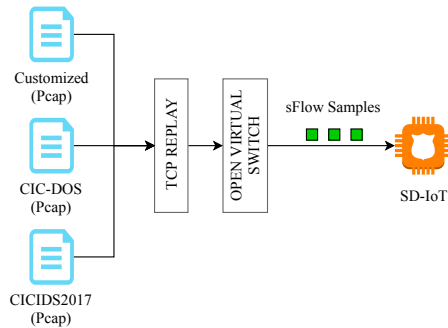 Customized
(Pcap)
CIC-DOS
(Pcap)
CICIDS2017
(Pcap)
TCP REPLAY
OPEN VIRTUAL
SWITCH
sFlow Samples
SD-IoT